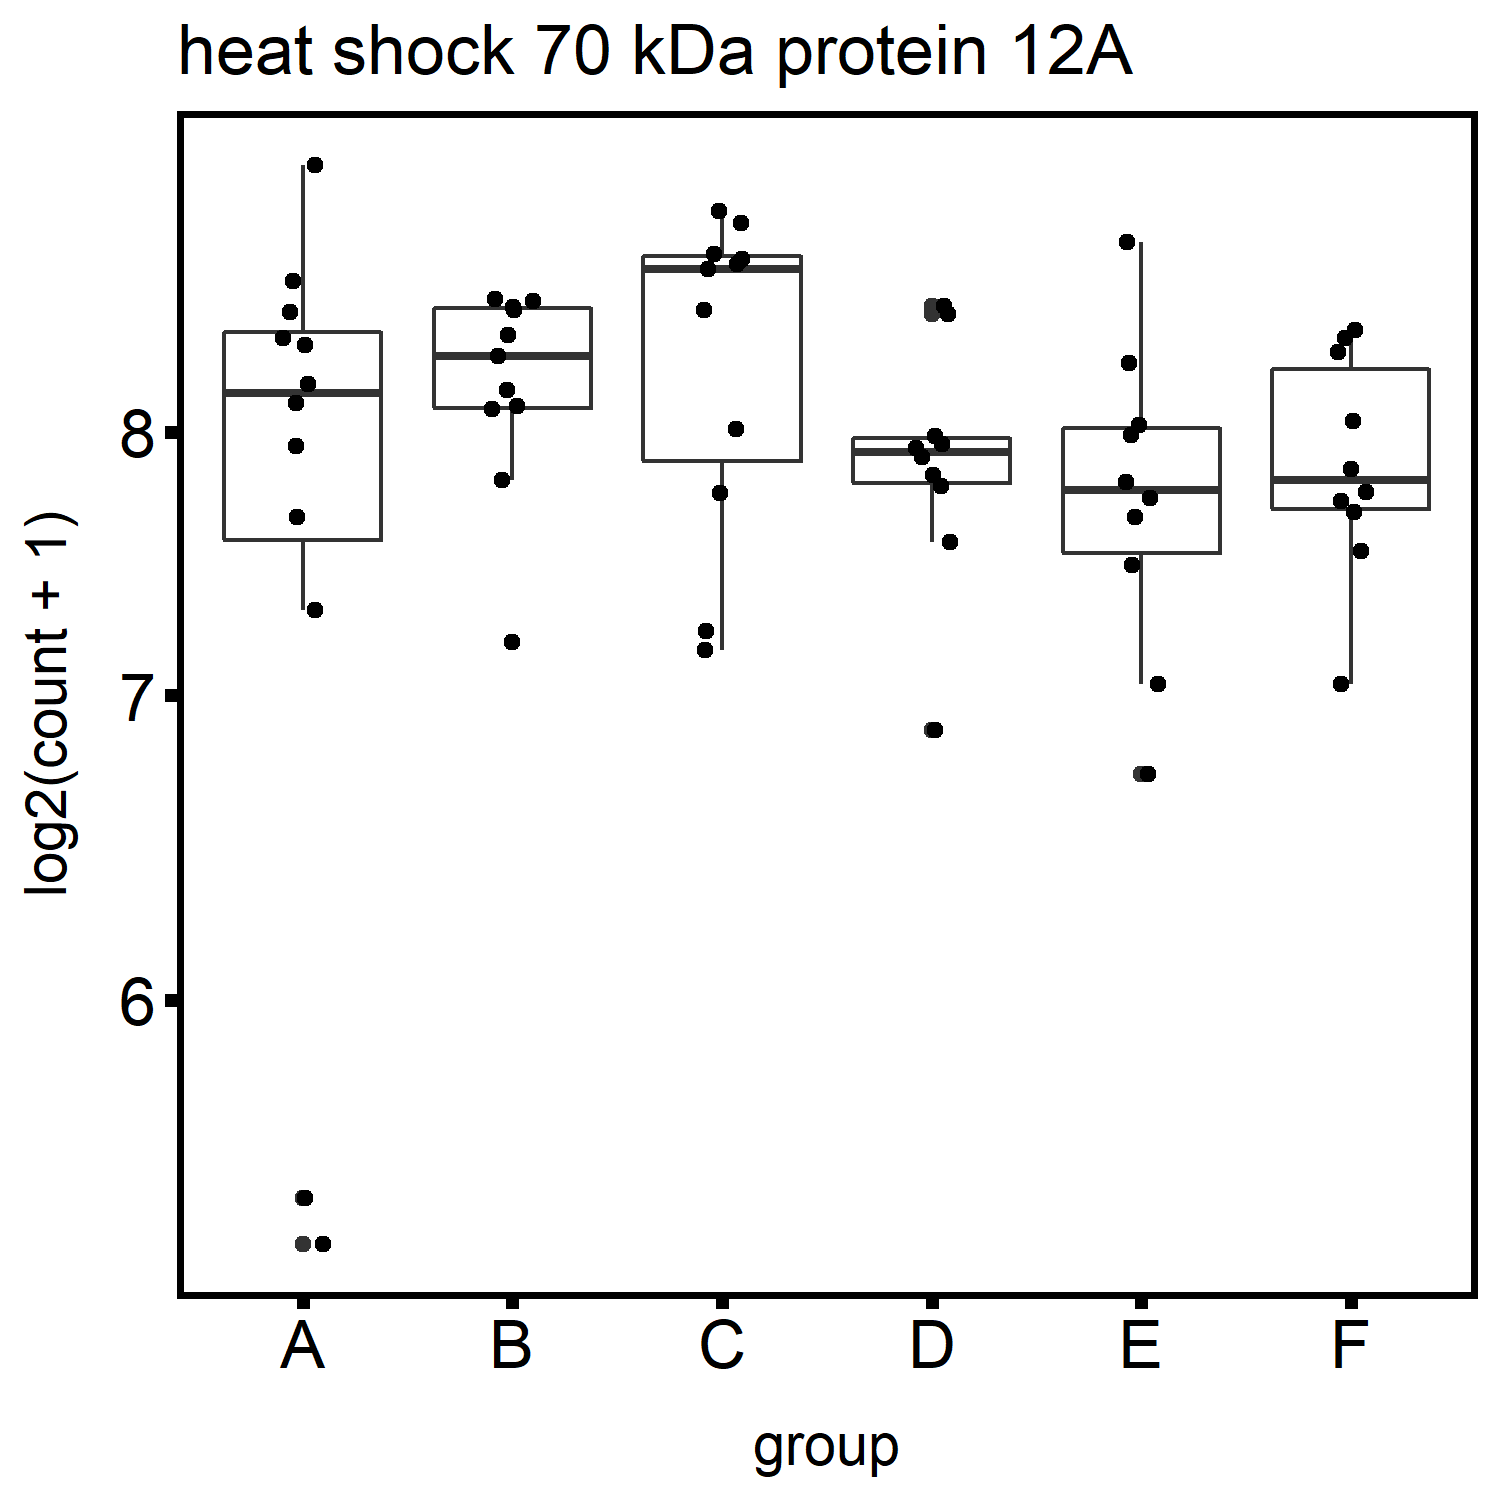 heat shock 70 kDa protein 12A
log2(count + 1)
8
7
6
A B C D E F
group